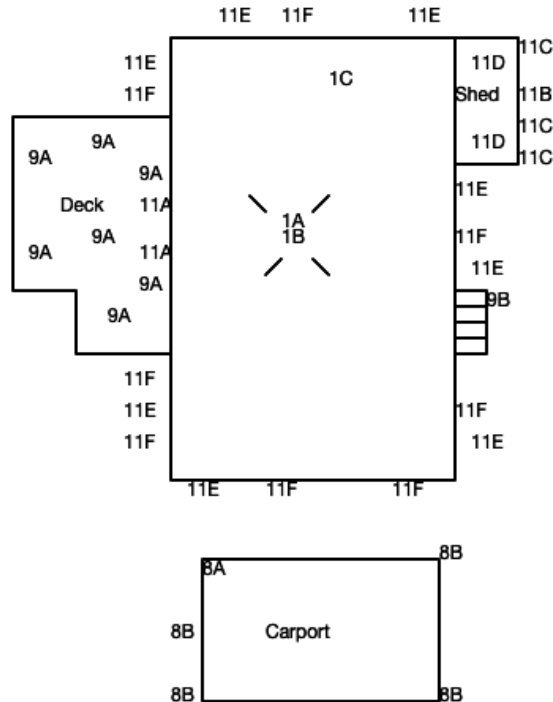 11E 11F 11E
11C
11E 11D
1C
11F Shed 11B
11C
9A 11D
9A 11C
9A
11E
Deck 11A
1A
9A 1B 11F
9A 11A
11E
9A
9B
9A
11F
11E 11F
11F 11E
11E 11F 11F
8B
8A
8B Carport
8B 8B